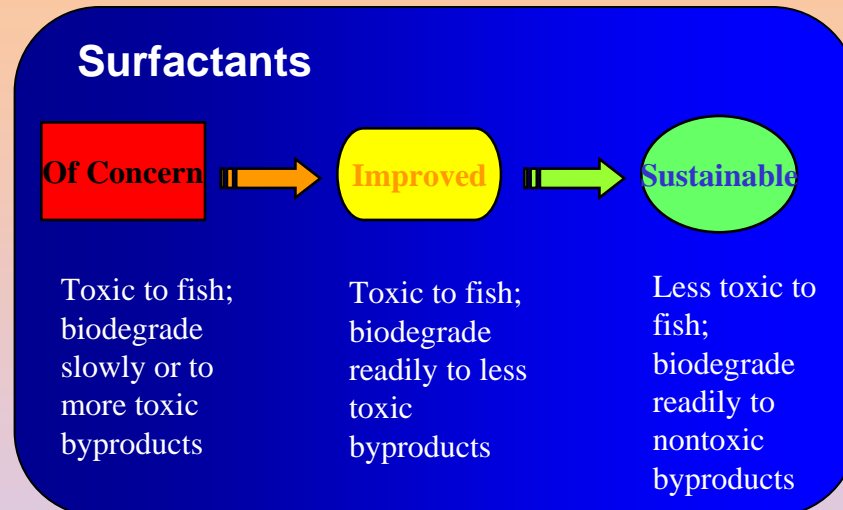 Surfactants
Of Concern
Improved
Sustainable
Toxic to fish;
biodegrade
slowly or to
more toxic
byproducts
Toxic to fish;
biodegrade
readily to less
toxic
byproducts
Less toxic to
fish;
biodegrade
readily to
nontoxic
byproducts